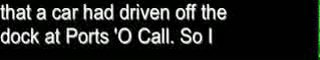 that a car had driven off the
dock at Ports 'O Call. So I